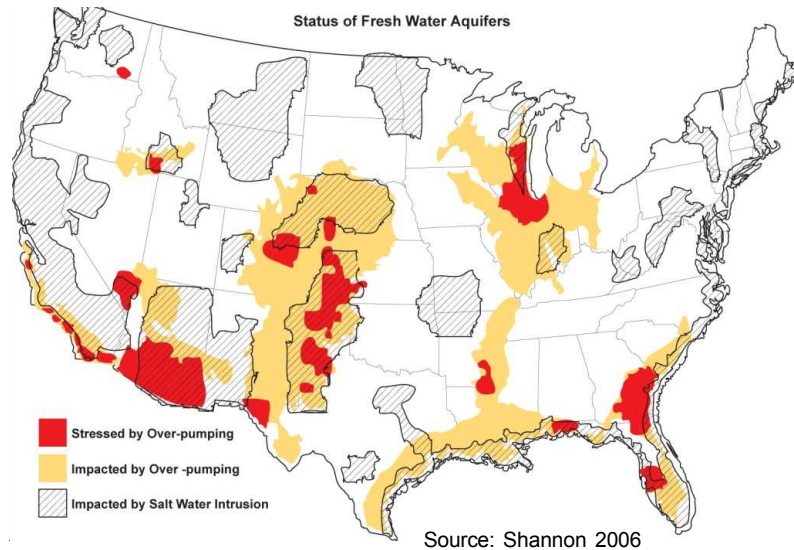 Status of Fresh Water Aquifers
Stressed by Over-pumping
Impacted by Over -pumping
Impacted by Salt Water Intrusion
Source: Shannon 2006